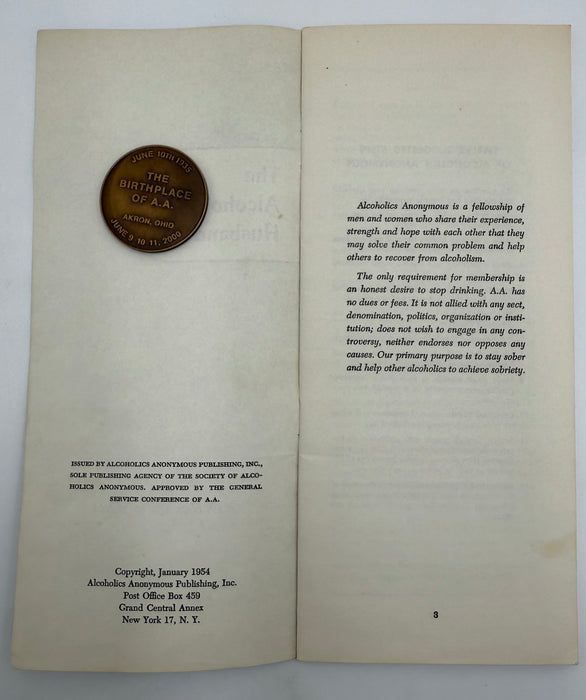 JUNE 10TH 1935
THE
BIRTHPLACE
OF A.A.
AKRON, OHIO
JUNE 9, 10, 11, 2000
The
Alcoholic
Husband
ISSUED BY ALCOHOLICS ANONYMOUS PUBLISHING, INC.,
SOLE PUBLISHING AGENCY OF THE SOCIETY OF ALCO-
HOLICS ANONYMOUS. APPROVED BY THE GENERAL
SERVICE CONFERENCE OF A.A.
Copyright, January 1954
Alcoholics Anonymous Publishing, Inc.
Post Office Box 459
Grand Central Annex
New York 17, N. Y.
Alcoholics Anonymous is a fellowship of
men and women who share their experience,
strength and hope with each other that they
may solve their common problem and help
others to recover from alcoholism.
The only requirement for membership is
an honest desire to stop drinking. A.A. has
no dues or fees. It is not allied with any sect,
denomination, politics, organization or insti-
tution; does not wish to engage in any con-
troversy, neither endorses nor opposes any
causes. Our primary purpose is to stay sober
and help other alcoholics to achieve sobriety.
3